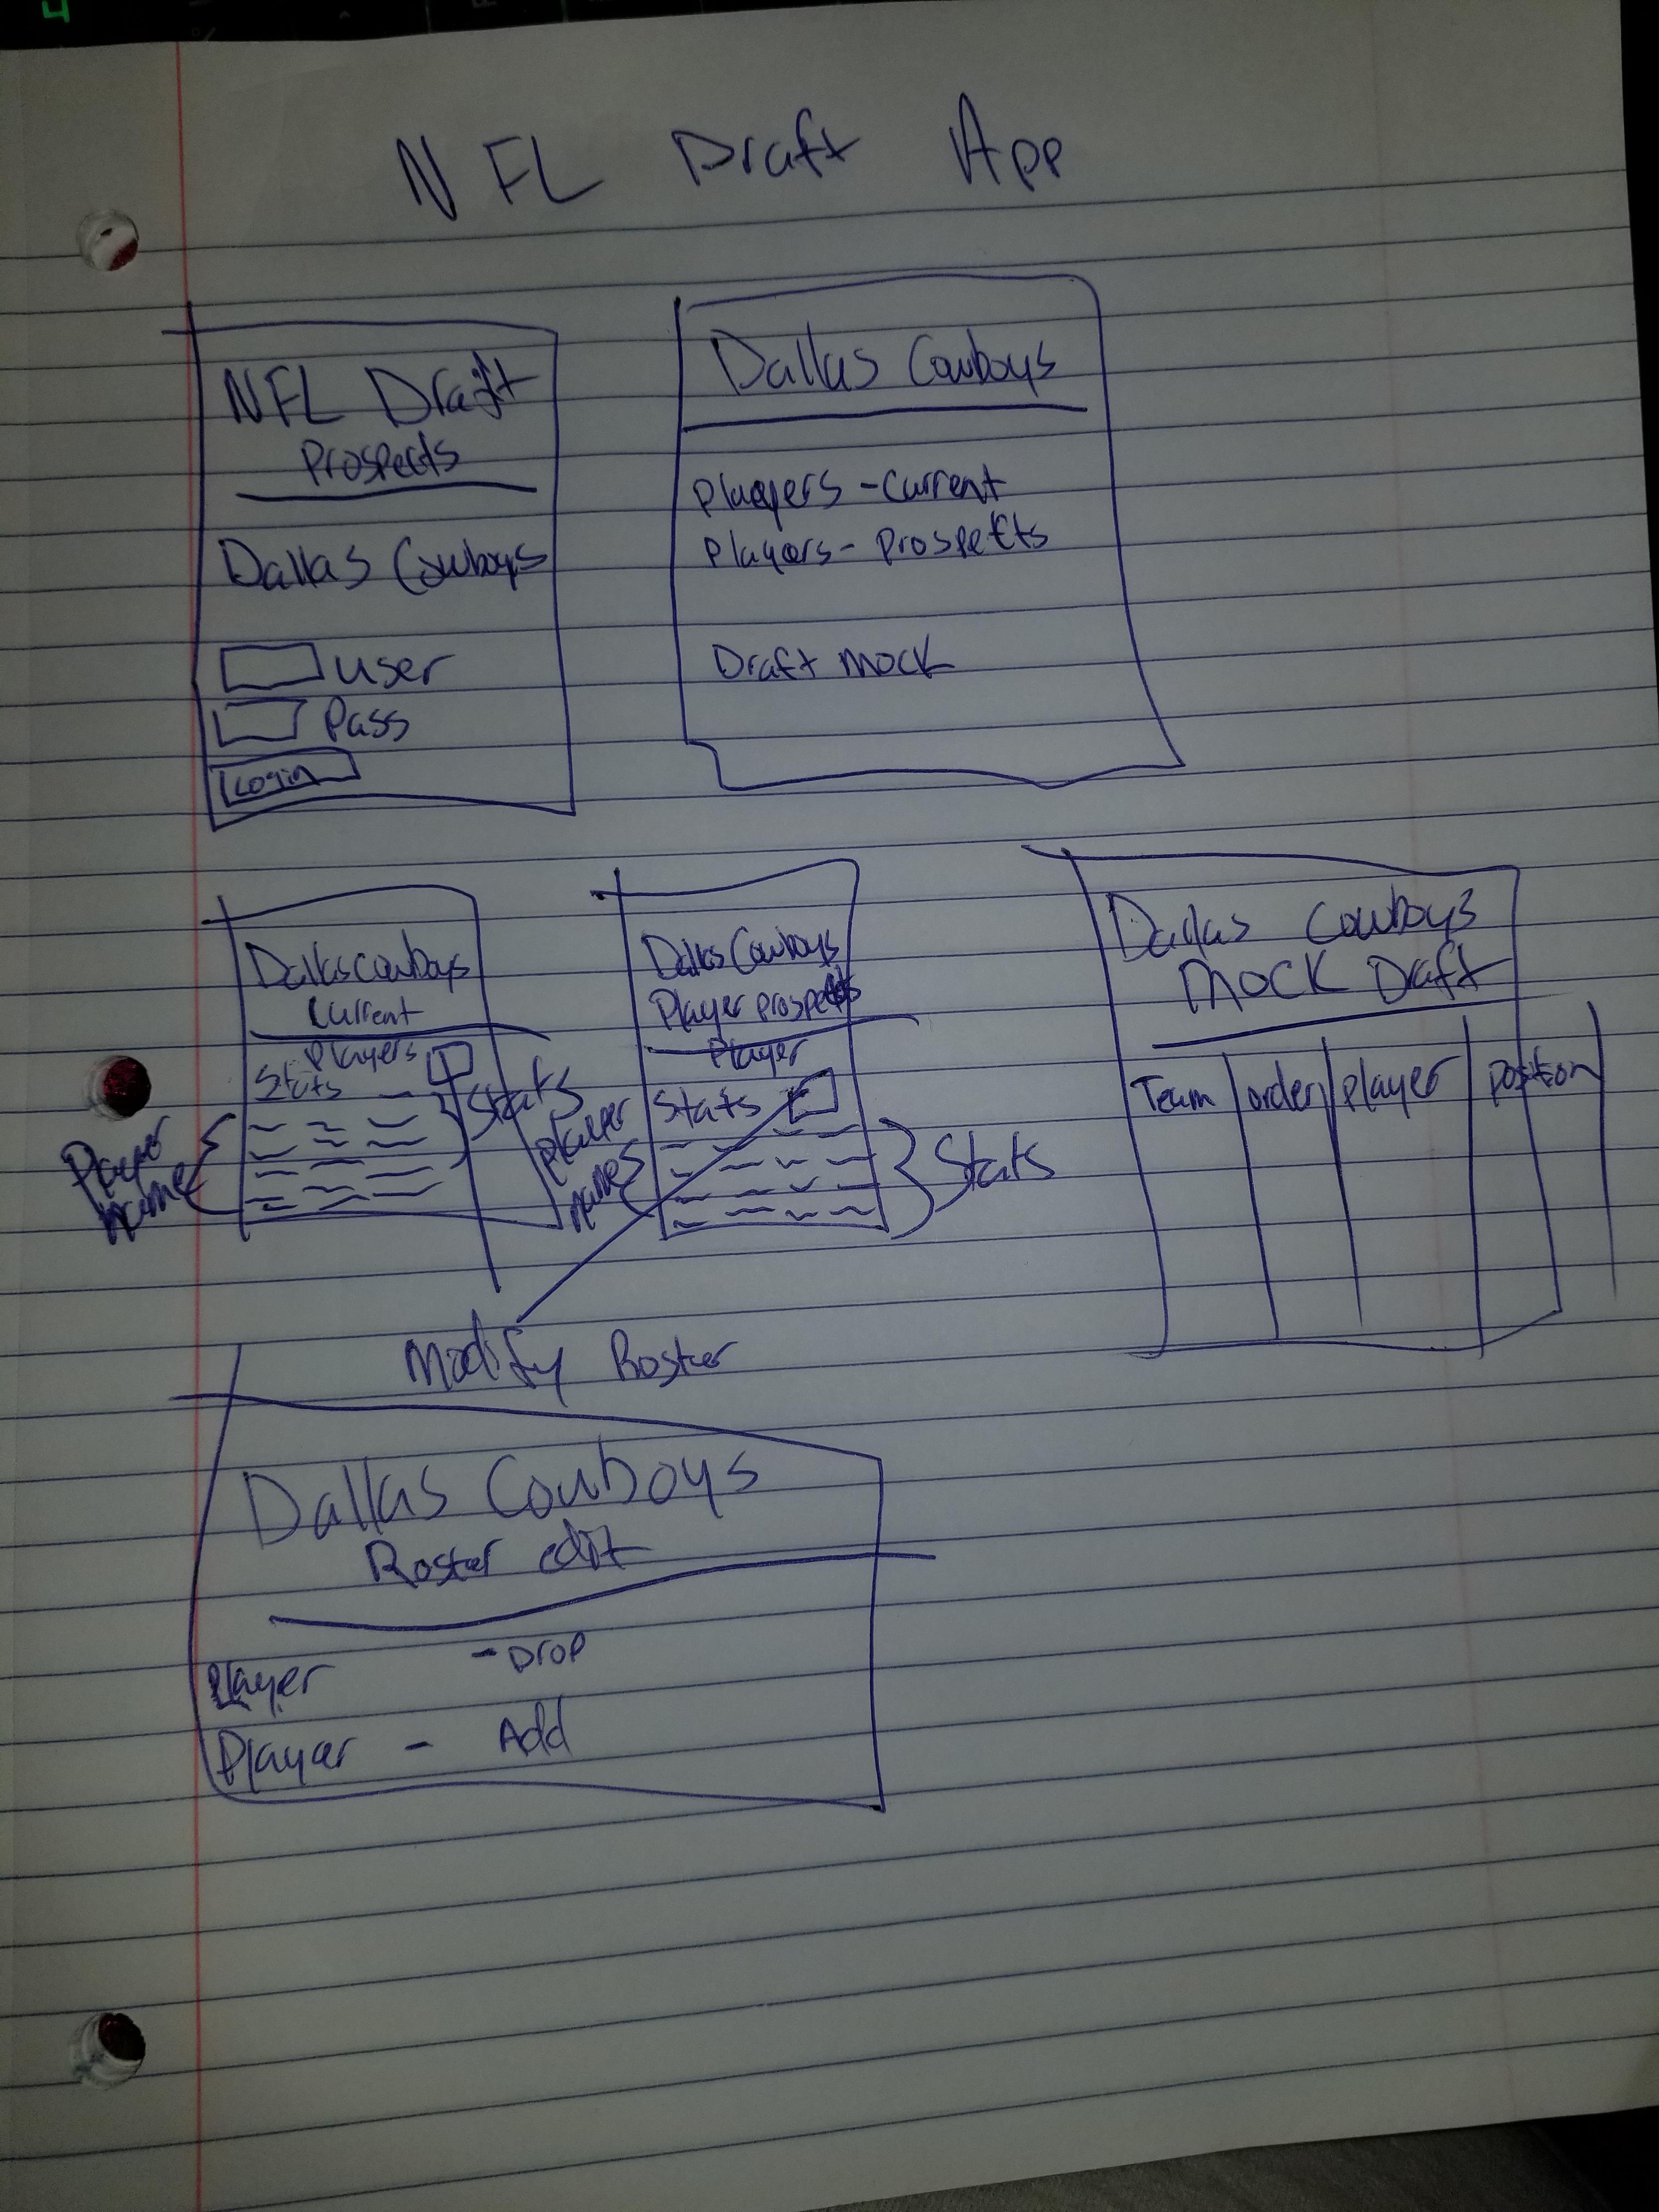 NFL Draft App
NFL Draft
Prospects
Dallas Cowboys
User
Pass
Login
Dallas Cowboys
Players - Current
Players - Prospects
Draft Mock
Dallas Cowboys
Current
Players
Stats
Player
names
Stats
Dallas Cowboys
Player Prospects
Player
Stats
Player
names
Stats
Dallas Cowboys
Mock Draft
Team order player position
Modify Roster
Dallas Cowboys
Roster edit
- Drop
Player
Player - Add